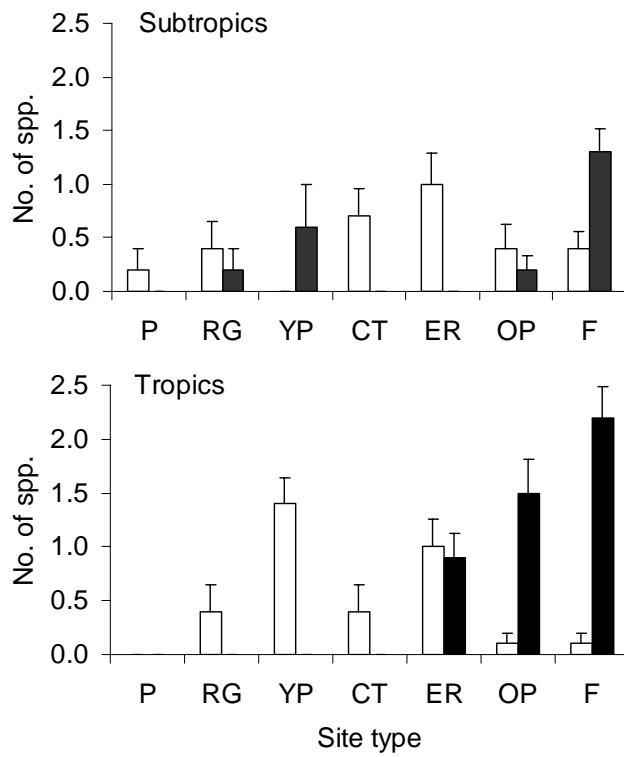 Subtropics
No. of spp.
2.5
2.0
1.5
1.0
0.5
0.0
P RG YP CT ER OP F
Tropics
No. of spp.
2.5
2.0
1.5
1.0
0.5
0.0
P RG YP CT ER OP F
Site type